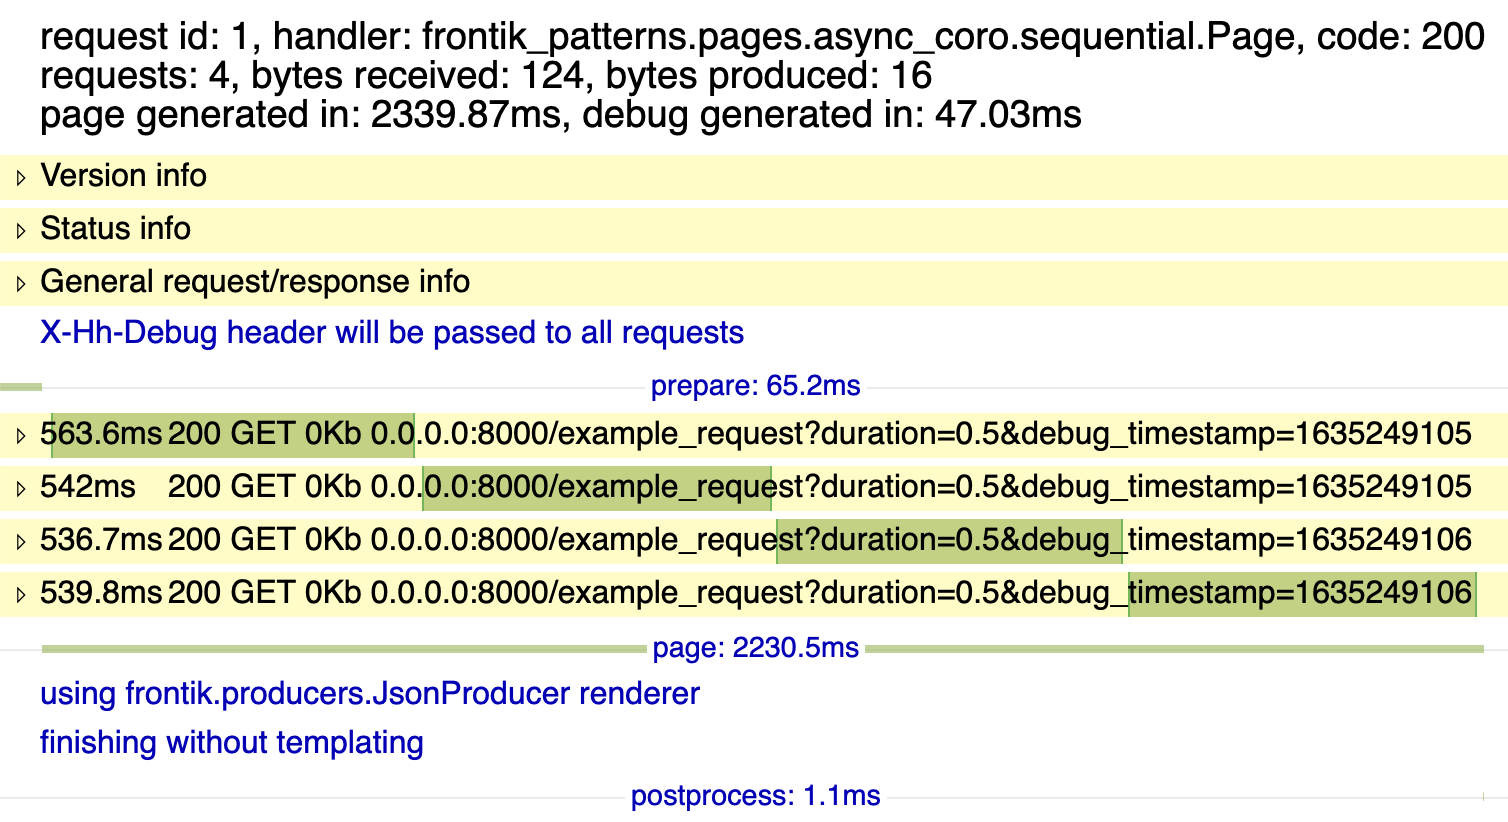 request id: 1, handler: frontik_patterns.pages.async_coro.sequential.Page, code: 200
requests: 4, bytes received: 124, bytes produced: 16
page generated in: 2339.87ms, debug generated in: 47.03ms
Version info
Status info
General request/response info
X-Hh-Debug header will be passed to all requests
prepare: 65.2ms
563.6ms 200 GET 0Kb 0.0.0.0:8000/example_request?duration=0.5&debug_timestamp=1635249105
542ms 200 GET 0Kb 0.0.0.0:8000/example_request?duration=0.5&debug_timestamp=1635249105
536.7ms 200 GET 0Kb 0.0.0.0:8000/example_request?duration=0.5&debug_timestamp=1635249106
539.8ms 200 GET 0Kb 0.0.0.0:8000/example_request?duration=0.5&debug_timestamp=1635249106
page: 2230.5ms
using frontik.producers.JsonProducer renderer
finishing without templating
postprocess: 1.1ms